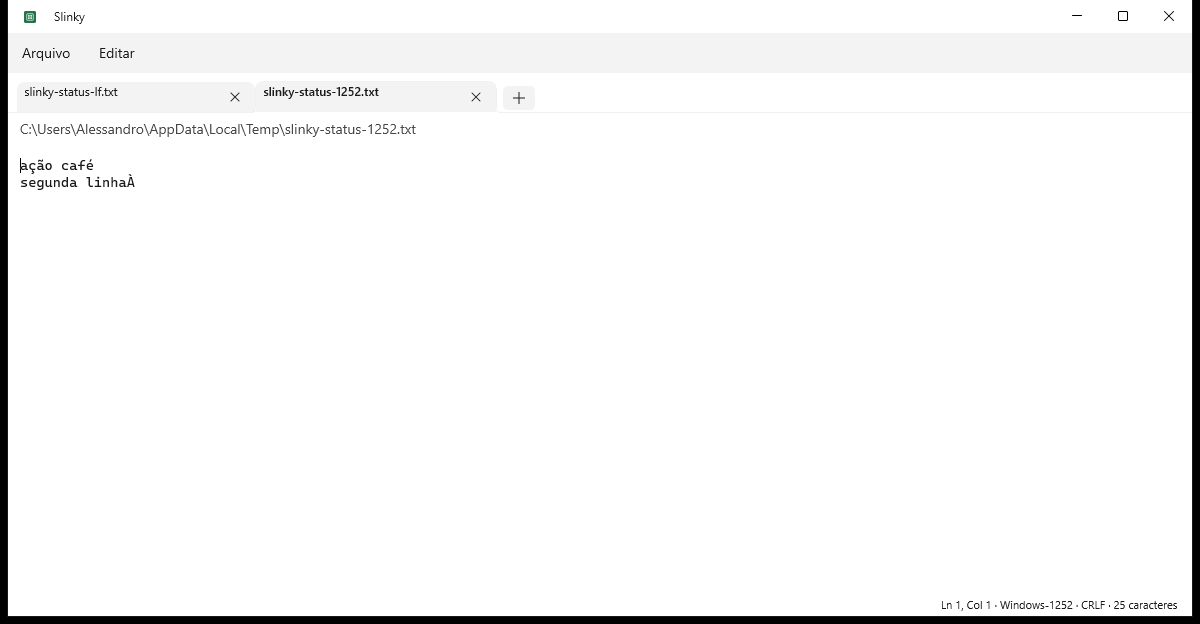 Slinky
Arquivo Editar
slinky-status-lf.txt slinky-status-1252.txt
C:\Users\Alessandro\AppData\Local\Temp\slinky-status-1252.txt
ação café
segunda linhaÀ
Ln 1, Col 1 · Windows-1252 · CRLF · 25 caracteres